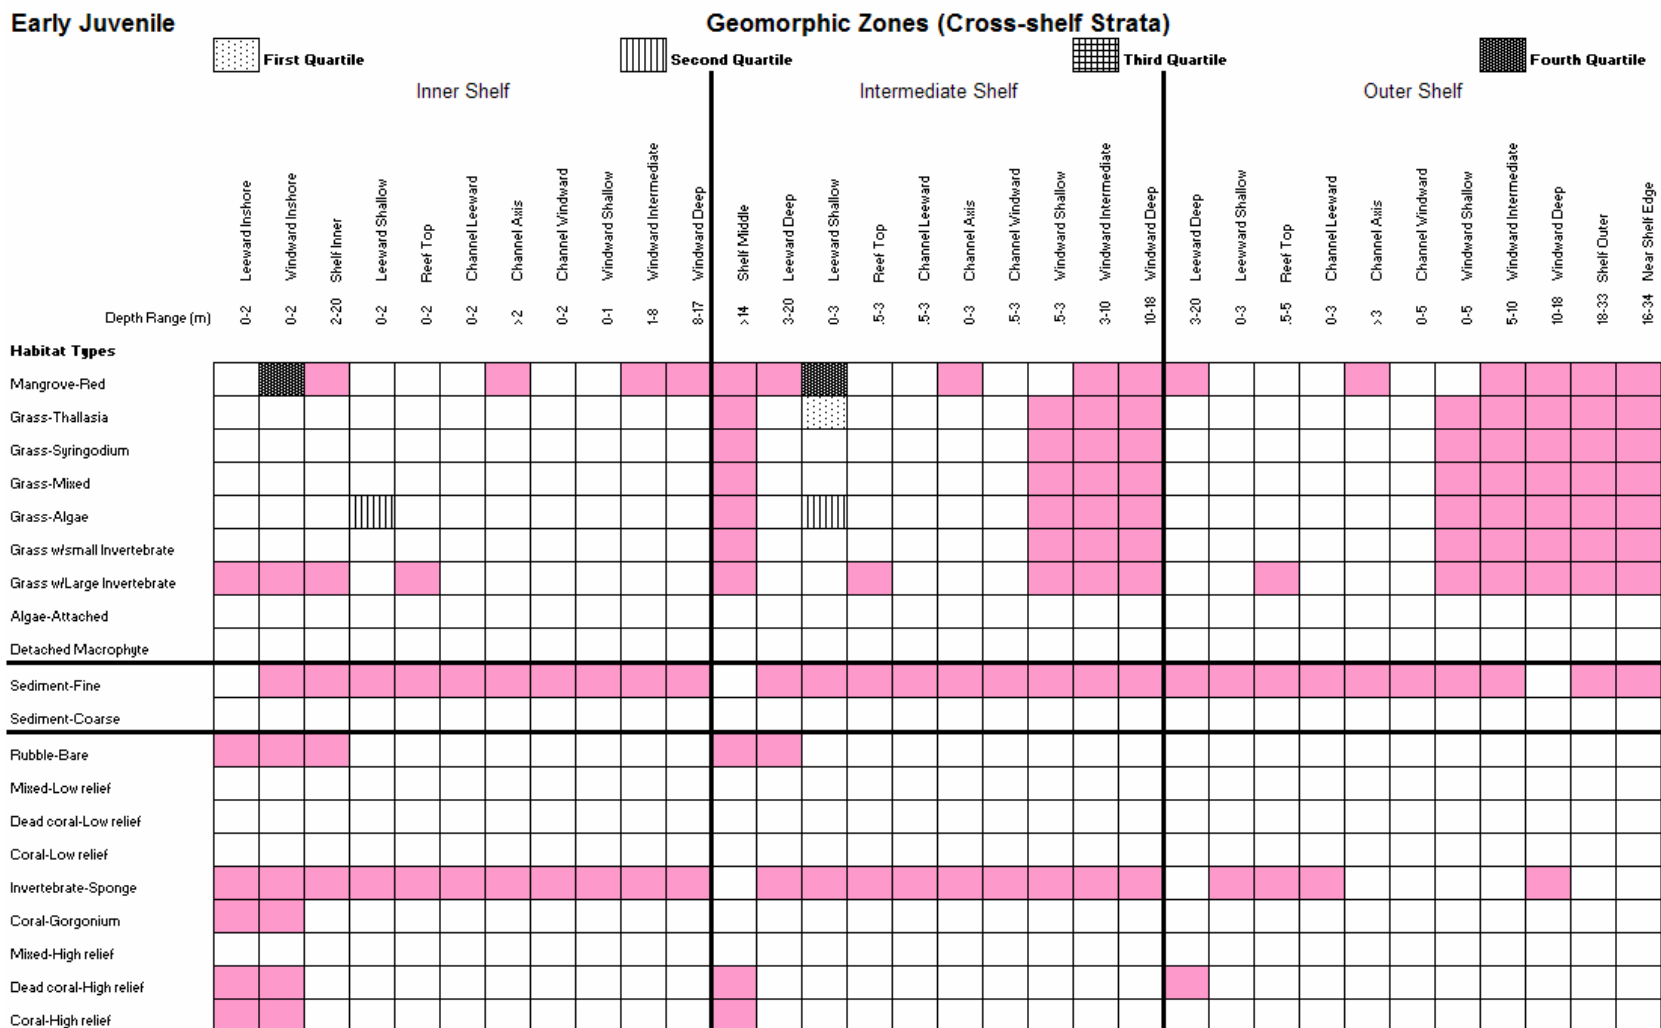 Early Juvenile
Geomorphic Zones (Cross-shelf Strata)
First Quartile
Second Quartile
Third Quartile
Fourth Quartile
Inner Shelf
Intermediate Shelf
Outer Shelf
Leeward Inshore
Windward Inshore
Shelf Inner
Leeward Shallow
Reef Top
Channel Leeward
Channel Axis
Channel Windward
Windward Shallow
Windward Intermediate
Windward Deep
Shelf Middle
Leeward Deep
Leeward Shallow
Reef Top
Channel Leeward
Channel Axis
Channel Windward
Windward Shallow
Windward Intermediate
Windward Deep
Leeward Deep
Leeward Shallow
Reef Top
Channel Leeward
Channel Axis
Channel Windward
Windward Shallow
Windward Intermediate
Windward Deep
Shelf Outer
Near Shelf Edge
Depth Range (m)
0-2
0-2
2-20
0-2
0-2
0-2
>2
0-2
0-1
1-8
8-17
>14
3-20
0-3
.5-3
.5-3
0-3
.5-3
.5-3
3-10
10-18
3-20
0-3
.5-5
0-3
>3
0-5
0-5
5-10
10-18
18-33
16-34
Habitat Types
Mangrove-Red
Grass-Thallasia
Grass-Syringodium
Grass-Mixed
Grass-Algae
Grass w/small Invertebrate
Grass w/Large Invertebrate
Algae-Attached
Detached Macrophyte
Sediment-Fine
Sediment-Coarse
Rubble-Bare
Mixed-Low relief
Dead coral-Low relief
Coral-Low relief
Invertebrate-Sponge
Coral-Gorgonium
Mixed-High relief
Dead coral-High relief
Coral-High relief